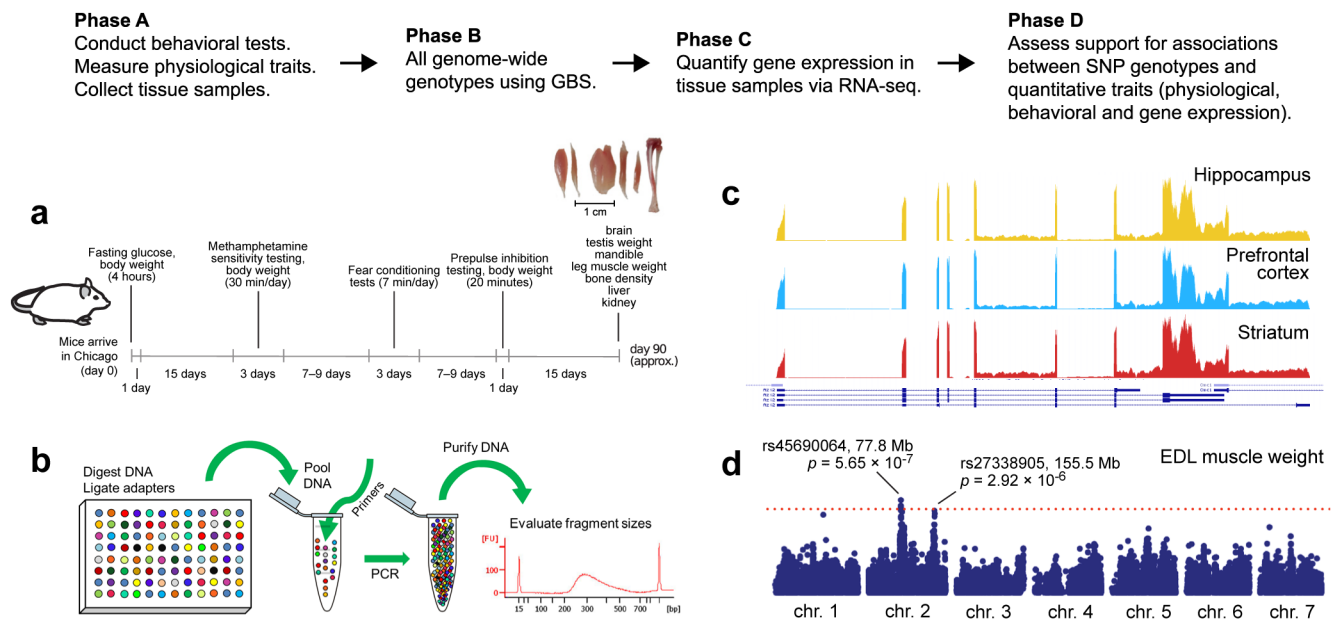 Phase A
Conduct behavioral tests.
Measure physiological traits.
Collect tissue samples.
Phase B
All genome-wide
genotypes using GBS.
Phase C
Quantify gene expression in
tissue samples via RNA-seq.
Phase D
Assess support for associations
between SNP genotypes and
quantitative traits (physiological,
behavioral and gene expression).
a
1 cm
Fasting glucose,
body weight
(4 hours)
Methamphetamine
sensitivity testing,
body weight
(30 min/day)
Fear conditioning
tests (7 min/day)
Prepulse inhibition
testing, body weight
(20 minutes)
brain
testis weight
mandible
leg muscle weight
bone density
liver
kidney
Mice arrive
in Chicago
(day 0)
1 day
15 days
3 days
7–9 days
3 days
7–9 days
1 day
15 days
day 90
(approx.)
b
Digest DNA
Ligate adapters
Pool
DNA
Primers
PCR
Purify DNA
Evaluate fragment sizes
[FU]
100
0
15 100 200 300 500 700 [bp]
c
Hippocampus
Prefrontal
cortex
Striatum
d
rs45690064, 77.8 Mb
p = 5.65 × 10-7
rs27338905, 155.5 Mb
p = 2.92 × 10-6
EDL muscle weight
chr. 1 chr. 2 chr. 3 chr. 4 chr. 5 chr. 6 chr. 7